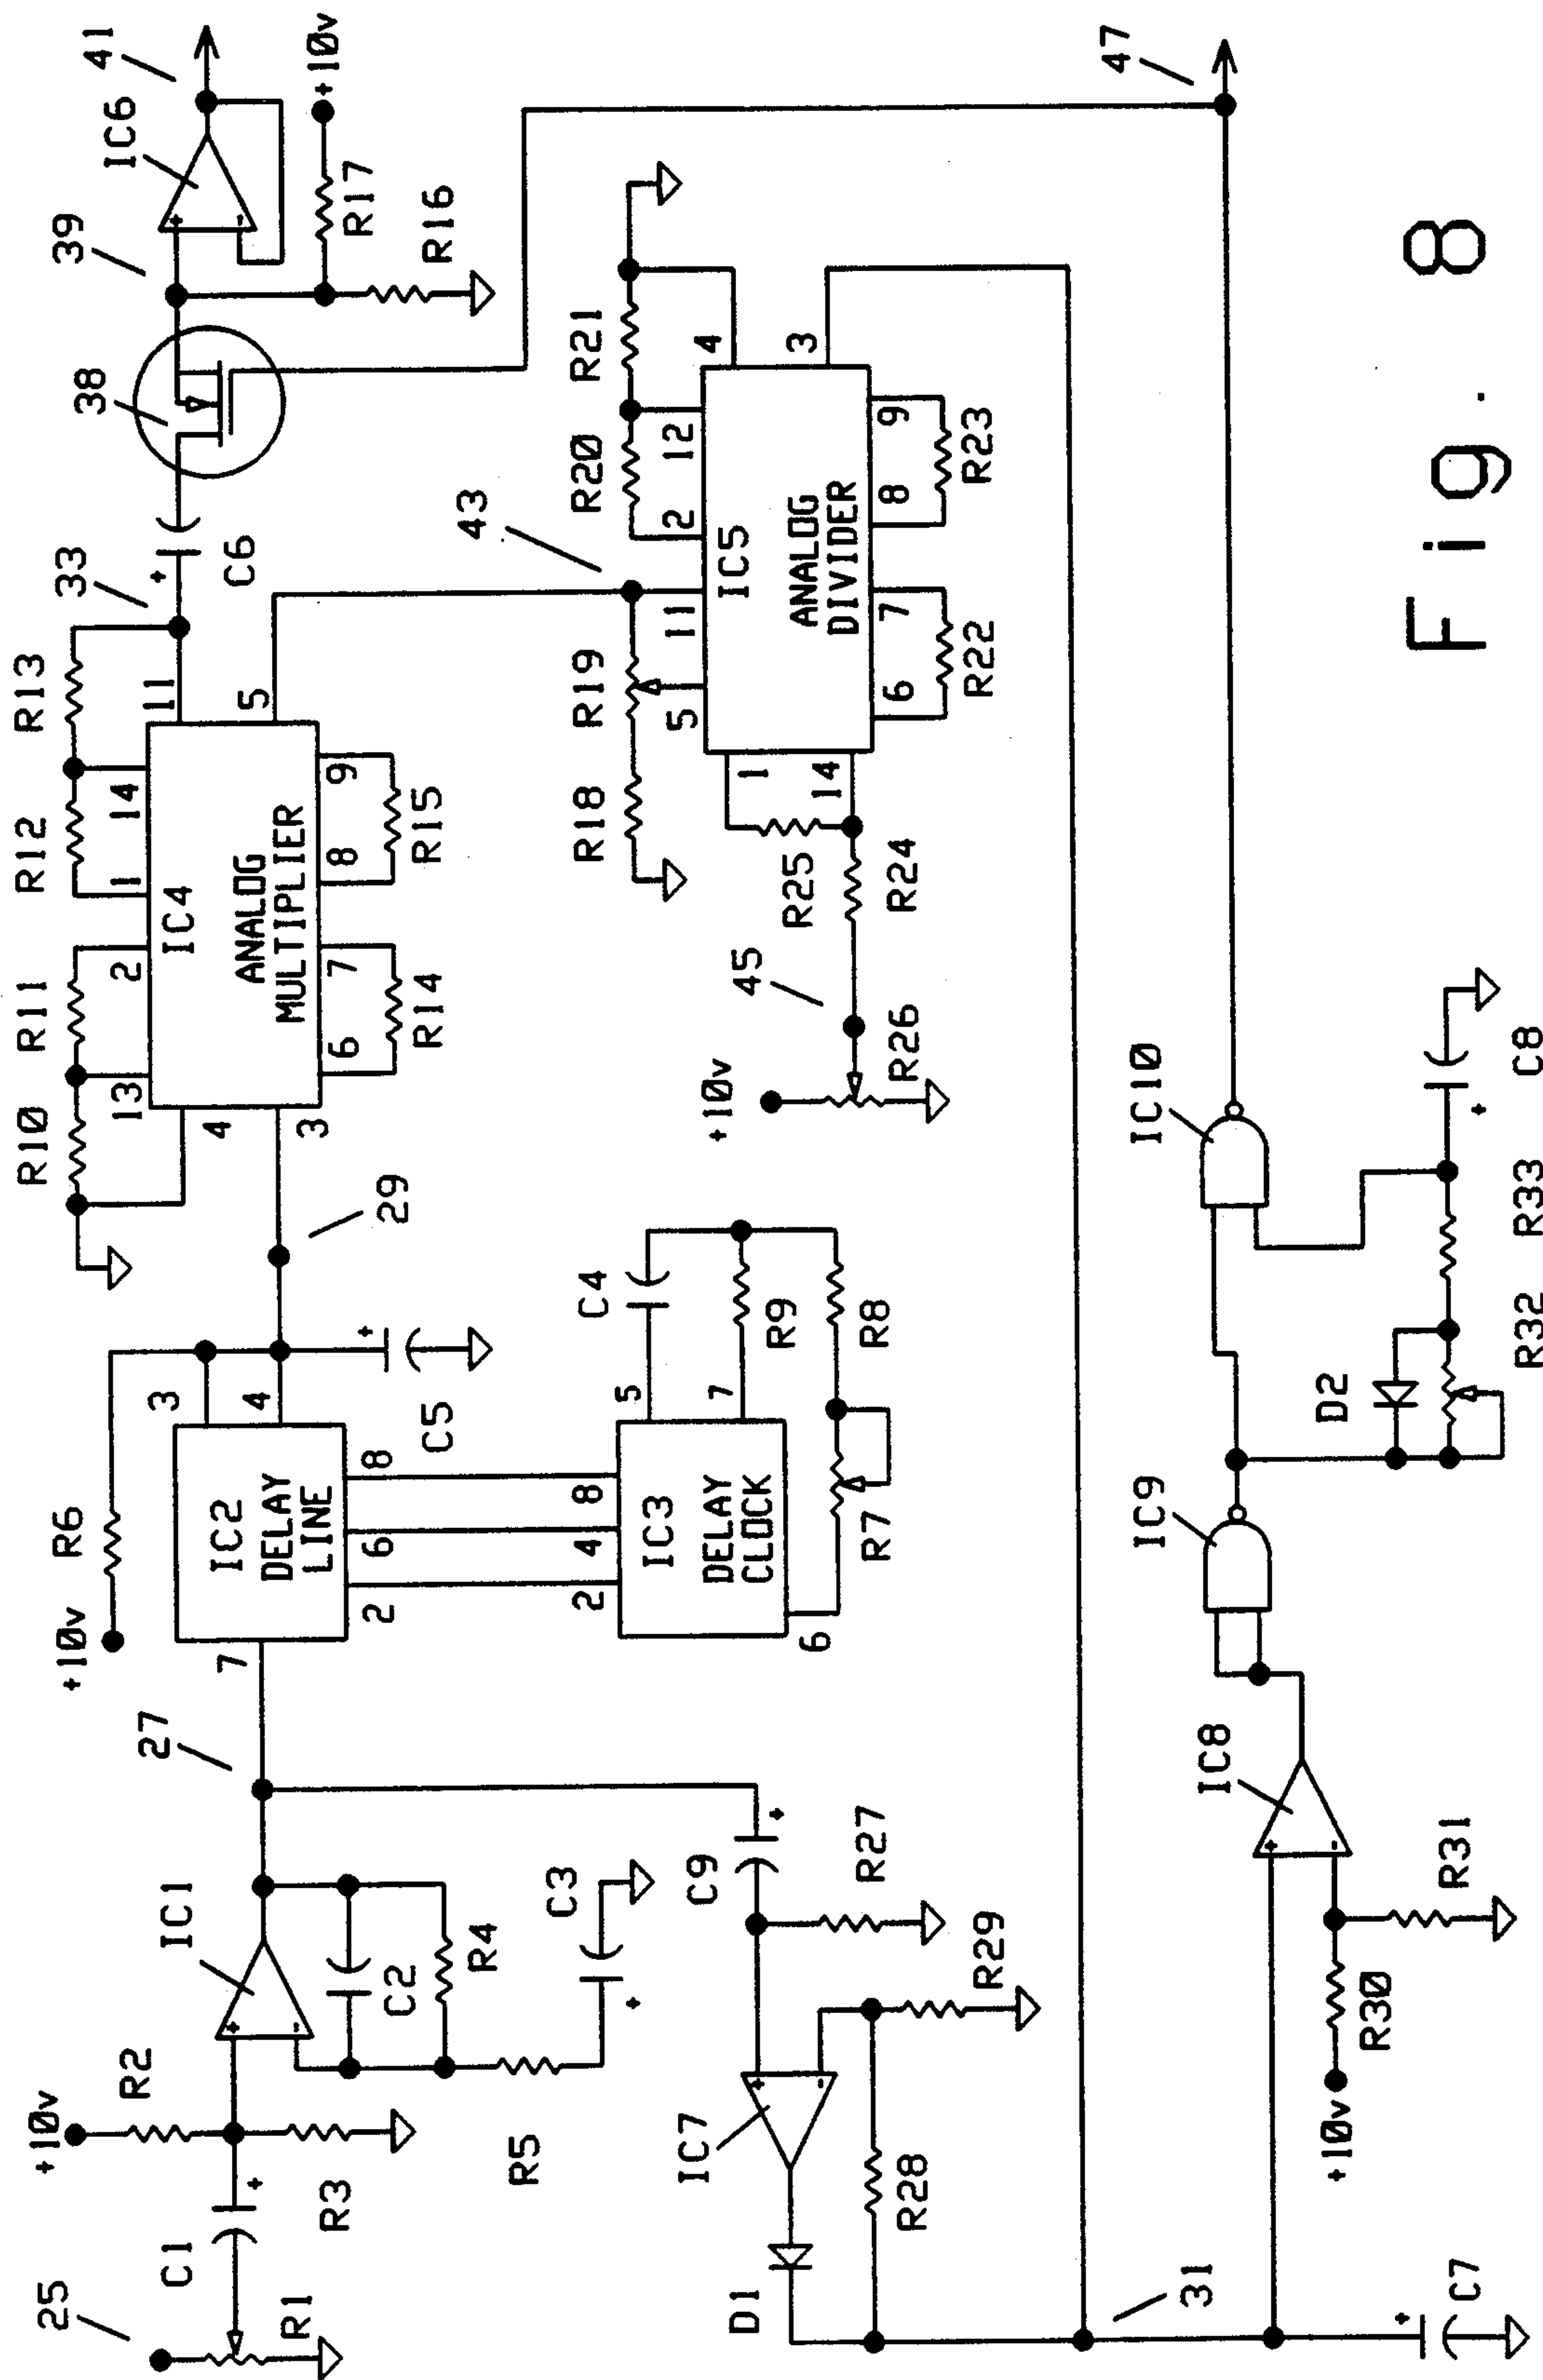 25
C1
R1
+10v
R2
R3
+
IC1
+
-
C2
R4
R5
C3
+
27
7
+10v
R6
IC2
DELAY
LINE
3
4
2
6
8
C5
+
2
4
8
IC3
DELAY
CLOCK
5
7
6
C4
R9
R8
R7
29
R10
R11
R12
R13
13
2
1
14
4
3
IC4
ANALOG
MULTIPLIER
11
5
6
7
8
9
R14
R15
33
+
C6
38
39
IC6
+
-
41
+10v
R17
R16
43
R18
R19
R20
R21
5
11
2
12
4
1
14
IC5
ANALOG
DIVIDER
3
6
7
8
9
R22
R23
R25
R24
45
+10v
R26
C9
+
R27
IC7
+
-
R29
R28
D1
31
+
C7
+10v
R30
R31
IC8
+
-
IC9
D2
R32
R33
+
C8
IC10
47
Fig. 8